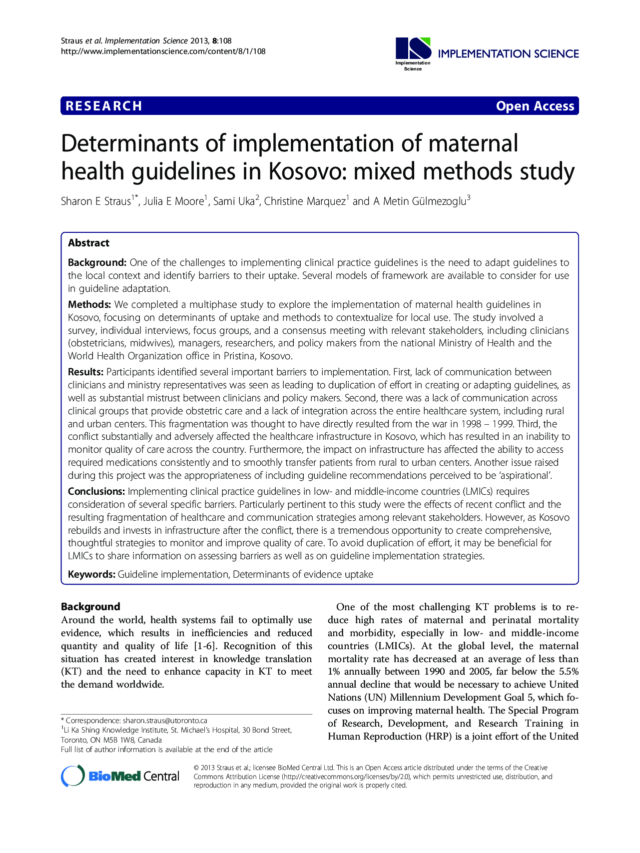 Straus et al. Implementation Science 2013, 8:108
http://www.implementationscience.com/content/8/1/108
Implementation
Science
IMPLEMENTATION SCIENCE
RESEARCH
Open Access
Determinants of implementation of maternal
health guidelines in Kosovo: mixed methods study
Sharon E Straus1*, Julia E Moore1, Sami Uka2, Christine Marquez1 and A Metin Gülmezoglu3
Abstract
Background: One of the challenges to implementing clinical practice guidelines is the need to adapt guidelines to
the local context and identify barriers to their uptake. Several models of framework are available to consider for use
in guideline adaptation.
Methods: We completed a multiphase study to explore the implementation of maternal health guidelines in
Kosovo, focusing on determinants of uptake and methods to contextualize for local use. The study involved a
survey, individual interviews, focus groups, and a consensus meeting with relevant stakeholders, including clinicians
(obstetricians, midwives), managers, researchers, and policy makers from the national Ministry of Health and the
World Health Organization office in Pristina, Kosovo.
Results: Participants identified several important barriers to implementation. First, lack of communication between
clinicians and ministry representatives was seen as leading to duplication of effort in creating or adapting guidelines, as
well as substantial mistrust between clinicians and policy makers. Second, there was a lack of communication across
clinical groups that provide obstetric care and a lack of integration across the entire healthcare system, including rural
and urban centers. This fragmentation was thought to have directly resulted from the war in 1998 – 1999. Third, the
conflict substantially and adversely affected the healthcare infrastructure in Kosovo, which has resulted in an inability to
monitor quality of care across the country. Furthermore, the impact on infrastructure has affected the ability to access
required medications consistently and to smoothly transfer patients from rural to urban centers. Another issue raised
during this project was the appropriateness of including guideline recommendations perceived to be ‘aspirational’.
Conclusions: Implementing clinical practice guidelines in low- and middle-income countries (LMICs) requires
consideration of several specific barriers. Particularly pertinent to this study were the effects of recent conflict and the
resulting fragmentation of healthcare and communication strategies among relevant stakeholders. However, as Kosovo
rebuilds and invests in infrastructure after the conflict, there is a tremendous opportunity to create comprehensive,
thoughtful strategies to monitor and improve quality of care. To avoid duplication of effort, it may be beneficial for
LMICs to share information on assessing barriers as well as on guideline implementation strategies.
Keywords: Guideline implementation, Determinants of evidence uptake
Background
Around the world, health systems fail to optimally use
evidence, which results in inefficiencies and reduced
quantity and quality of life [1-6]. Recognition of this
situation has created interest in knowledge translation
(KT) and the need to enhance capacity in KT to meet
the demand worldwide.
One of the most challenging KT problems is to re-
duce high rates of maternal and perinatal mortality
and morbidity, especially in low- and middle-income
countries (LMICs). At the global level, the maternal
mortality rate has decreased at an average of less than
1% annually between 1990 and 2005, far below the 5.5%
annual decline that would be necessary to achieve United
Nations (UN) Millennium Development Goal 5, which fo-
cuses on improving maternal health. The Special Program
of Research, Development, and Research Training in
Human Reproduction (HRP) is a joint effort of the United
* Correspondence: sharon.straus@utoronto.ca
1Li Ka Shing Knowledge Institute, St. Michael’s Hospital, 30 Bond Street,
Toronto, ON M5B 1W8, Canada
Full list of author information is available at the end of the article
BioMed Central
© 2013 Straus et al.; licensee BioMed Central Ltd. This is an Open Access article distributed under the terms of the Creative
Commons Attribution License (http://creativecommons.org/licenses/by/2.0), which permits unrestricted use, distribution, and
reproduction in any medium, provided the original work is properly cited.